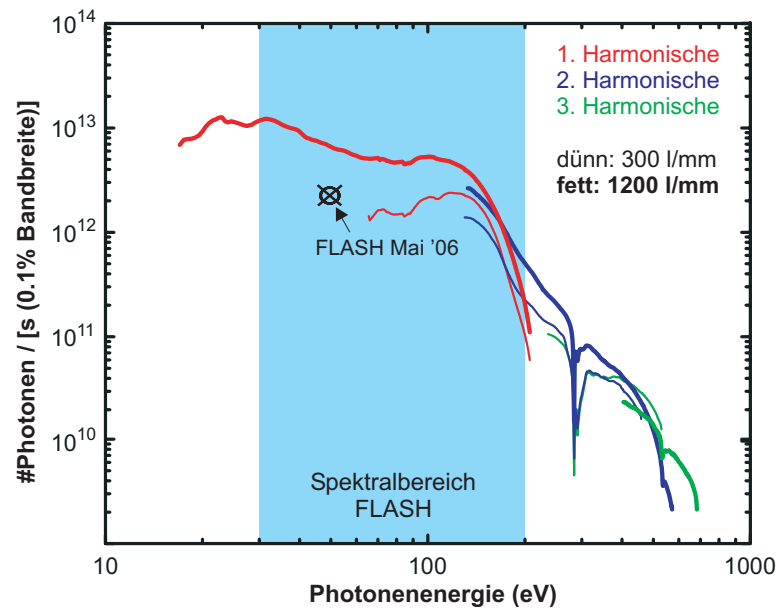 10^14
10^13
10^12
10^11
10^10
#Photonen / [s (0.1% Bandbreite)]
1. Harmonische
2. Harmonische
3. Harmonische
dünn: 300 l/mm
fett: 1200 l/mm
FLASH Mai '06
Spektralbereich
FLASH
10
100
1000
Photonenenergie (eV)